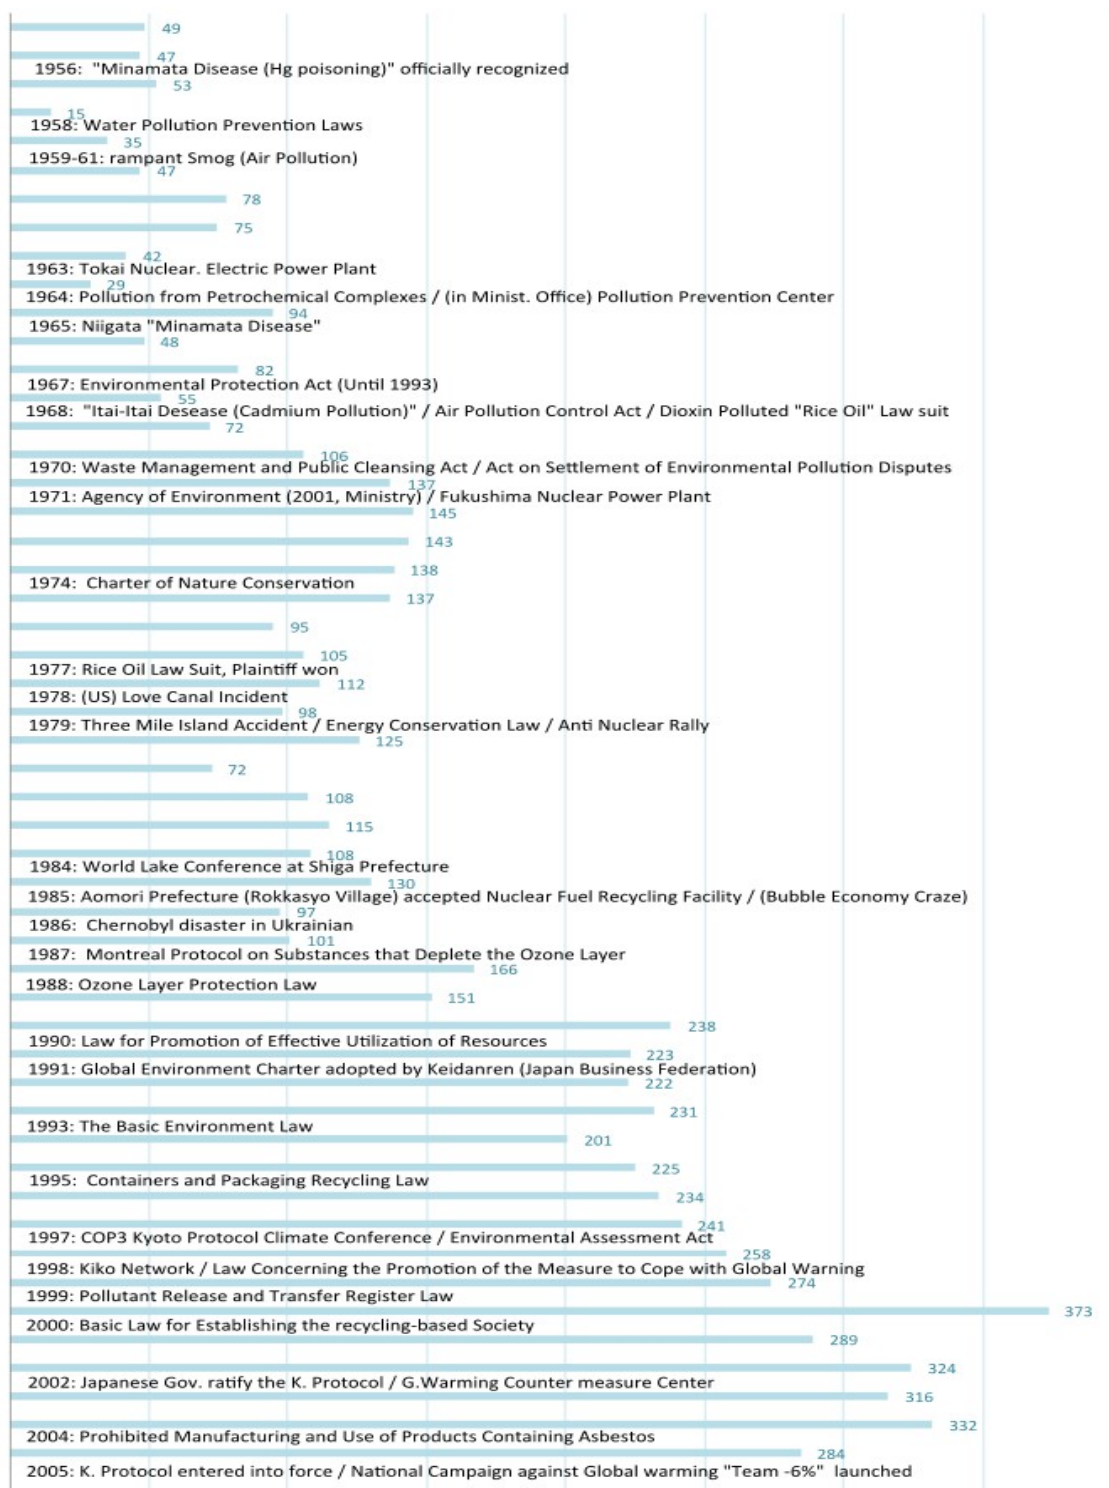 49
47
1956:  "Minamata Disease (Hg poisoning)" officially recognized
53
15
1958: Water Pollution Prevention Laws
35
1959-61: rampant Smog (Air Pollution)
47
78
75
42
1963: Tokai Nuclear. Electric Power Plant
29
1964: Pollution from Petrochemical Complexes / (in Minist. Office) Pollution Prevention Center
94
1965: Niigata "Minamata Disease"
48
82
1967: Environmental Protection Act (Until 1993)
55
1968:  "Itai-Itai Desease (Cadmium Pollution)" / Air Pollution Control Act / Dioxin Polluted "Rice Oil" Law suit
72
106
1970: Waste Management and Public Cleansing Act / Act on Settlement of Environmental Pollution Disputes
137
1971: Agency of Environment (2001, Ministry) / Fukushima Nuclear Power Plant
145
143
138
1974:  Charter of Nature Conservation
137
95
105
1977: Rice Oil Law Suit, Plaintiff won
112
1978: (US) Love Canal Incident
98
1979: Three Mile Island Accident / Energy Conservation Law / Anti Nuclear Rally
125
72
108
115
108
1984: World Lake Conference at Shiga Prefecture
130
1985: Aomori Prefecture (Rokkasyo Village) accepted Nuclear Fuel Recycling Facility / (Bubble Economy Craze)
97
1986:  Chernobyl disaster in Ukrainian
101
1987:  Montreal Protocol on Substances that Deplete the Ozone Layer
166
1988: Ozone Layer Protection Law
151
238
1990: Law for Promotion of Effective Utilization of Resources
223
1991: Global Environment Charter adopted by Keidanren (Japan Business Federation)
222
231
1993: The Basic Environment Law
201
225
1995:  Containers and Packaging Recycling Law
234
241
1997: COP3 Kyoto Protocol Climate Conference / Environmental Assessment Act
258
1998: Kiko Network / Law Concerning the Promotion of the Measure to Cope with Global Warning
274
1999: Pollutant Release and Transfer Register Law
373
2000: Basic Law for Establishing the recycling-based Society
289
324
2002: Japanese Gov. ratify the K. Protocol / G.Warming Counter measure Center
316
332
2004: Prohibited Manufacturing and Use of Products Containing Asbestos
284
2005: K. Protocol entered into force / National Campaign against Global warming "Team -6%"  launched